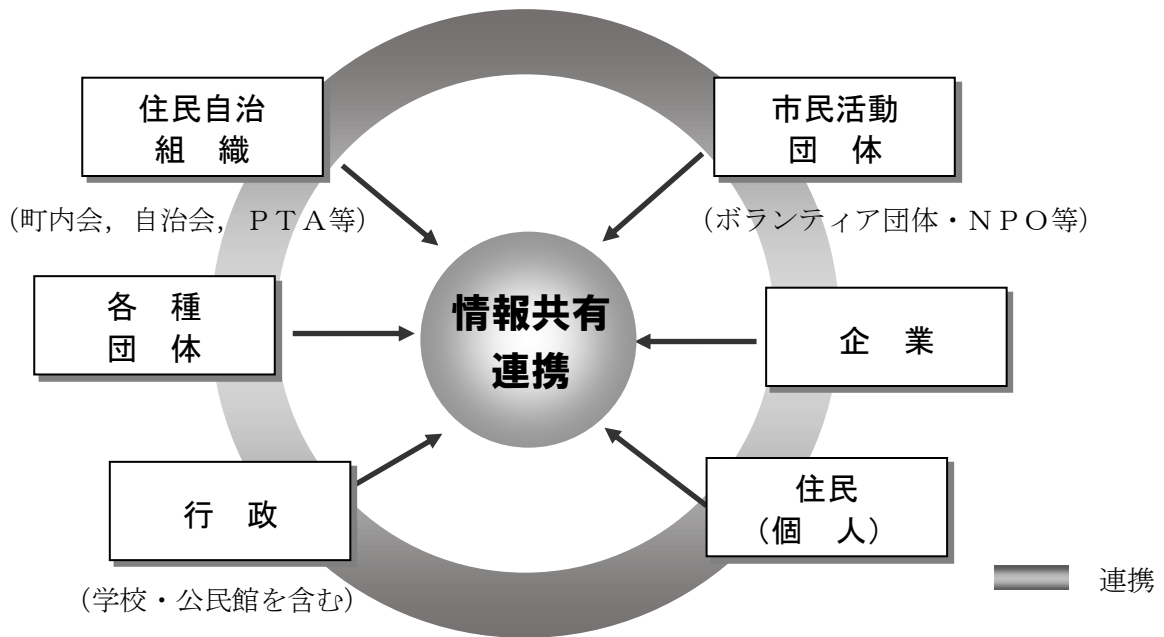 住民自治
組　織
市民活動
団　体
（町内会，自治会，ＰＴＡ等）
（ボランティア団体・ＮＰＯ等）
各　種
団　体
情報共有
連携
企　業
行　政
住民
（個　人）
（学校・公民館を含む）
連携